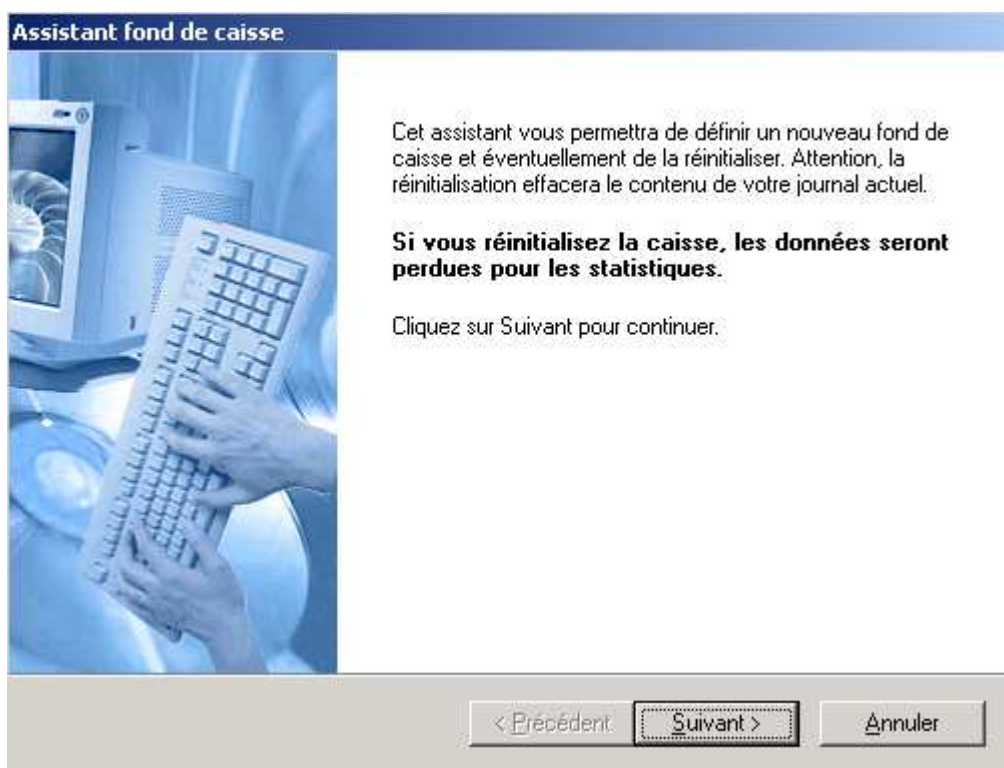 Assistant fond de caisse
Cet assistant vous permettra de définir un nouveau fond de
caisse et éventuellement de la réinitialiser. Attention, la
réinitialisation effacera le contenu de votre journal actuel.
Si vous réinitialisez la caisse, les données seront
perdues pour les statistiques.
Cliquez sur Suivant pour continuer.
< Précédent
Suivant >
Annuler